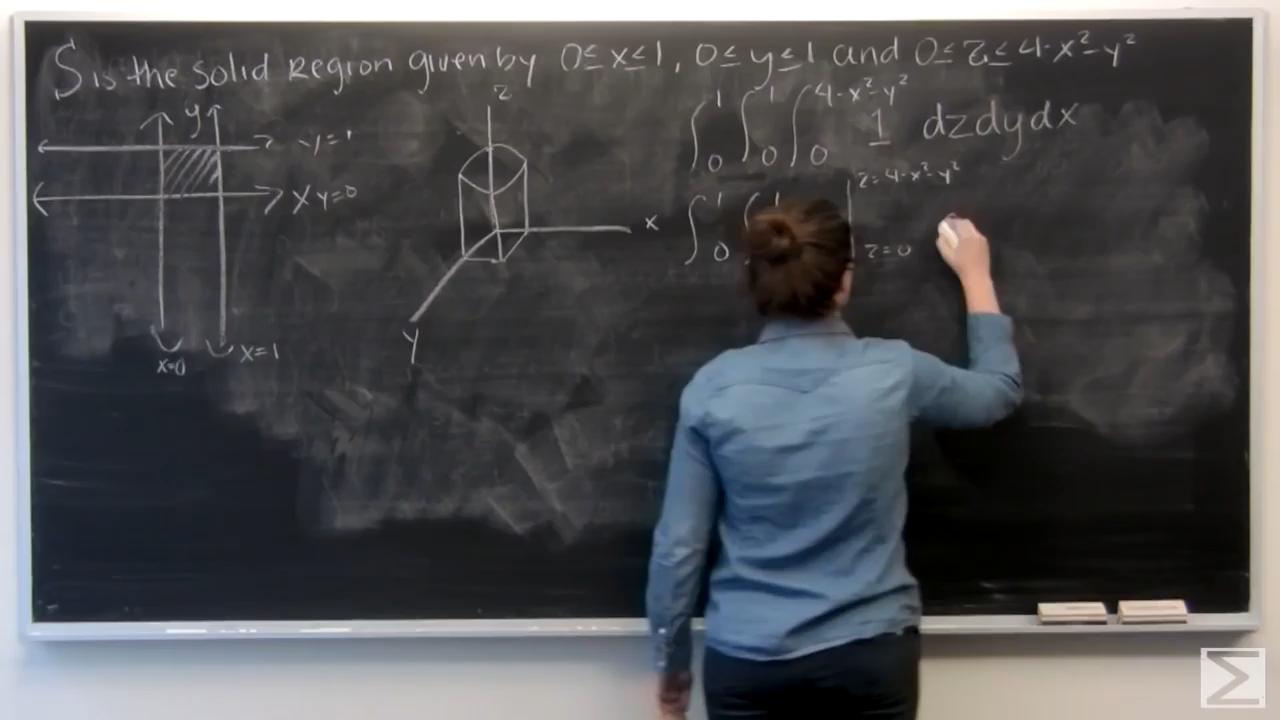 S is the solid Region given by 0≤x≤1, 0≤y≤1 and 0≤z≤4-x²-y²
y
y=1
x y=0
x=0
x=1
z
x
y
∫₀¹ ∫₀¹ ∫₀^(4-x²-y²) 1 dzdydx
∫₀¹ ∫ ¹ | z=4-x²-y²
z=0
Σ